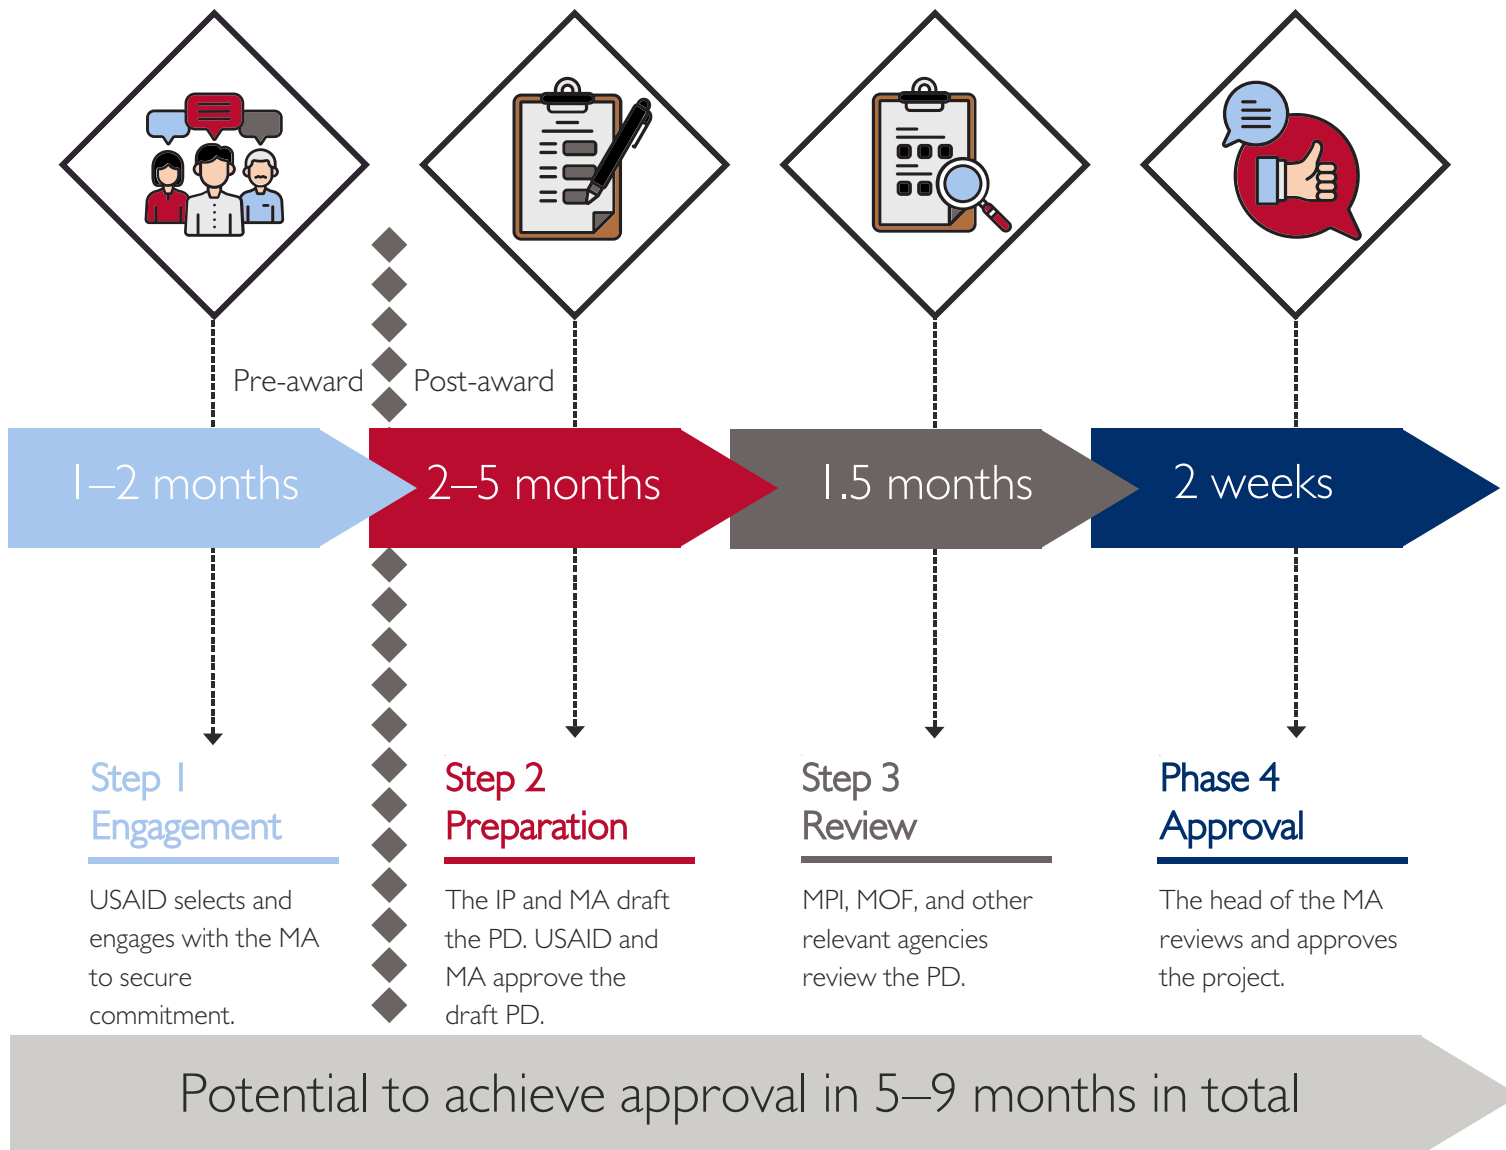 Pre-award
Post-award
1–2 months
2–5 months
1.5 months
2 weeks
Step 1
Engagement
USAID selects and
engages with the MA
to secure
commitment.
Step 2
Preparation
The IP and MA draft
the PD. USAID and
MA approve the
draft PD.
Step 3
Review
MPI, MOF, and other
relevant agencies
review the PD.
Phase 4
Approval
The head of the MA
reviews and approves
the project.
Potential to achieve approval in 5–9 months in total